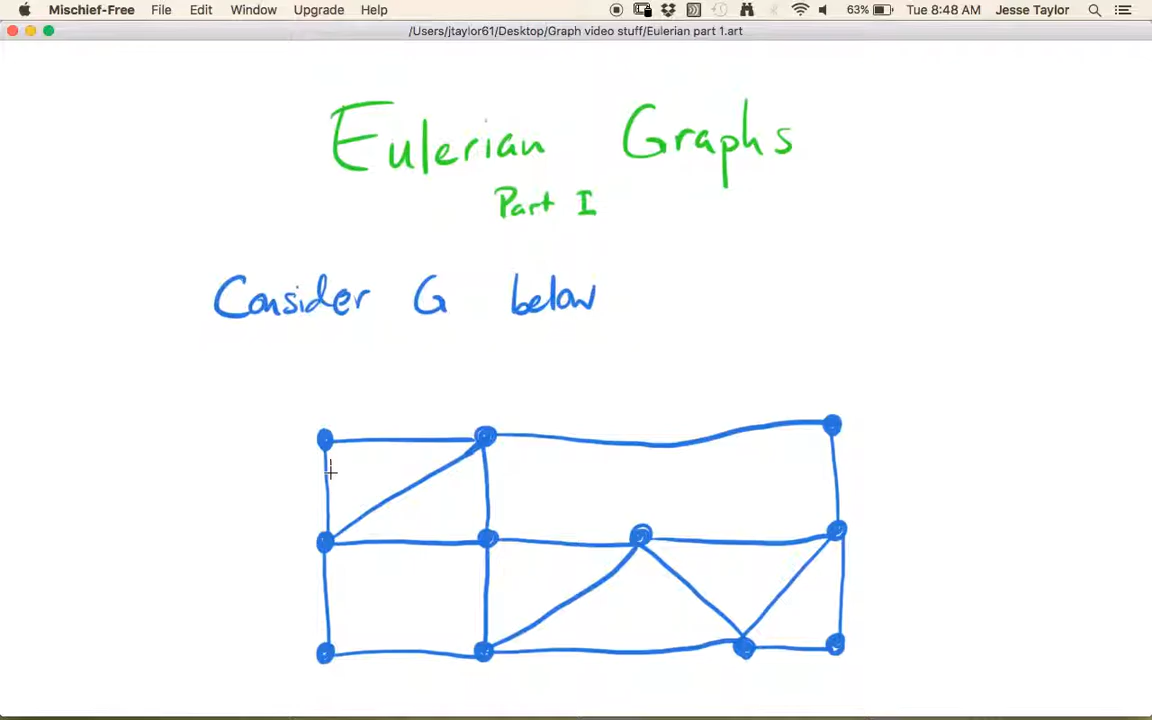 Mischief-Free File Edit Window Upgrade Help 63% Tue 8:48 AM Jesse Taylor
/Users/jtaylor61/Desktop/Graph video stuff/Eulerian part 1.art
Eulerian Graphs
Part I
Consider G below